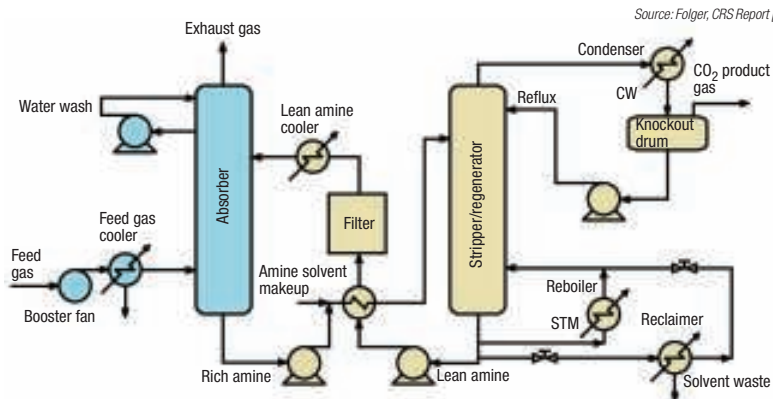 Source: Folger, CRS Report
Exhaust gas
Condenser
CO2 product
gas
Water wash
Lean amine
cooler
Reflux
CW
Knockout
drum
Absorber
Stripper/regenerator
Filter
Feed gas
cooler
Feed
gas
Amine solvent
makeup
Booster fan
Reboiler
STM
Reclaimer
Rich amine
Lean amine
Solvent waste